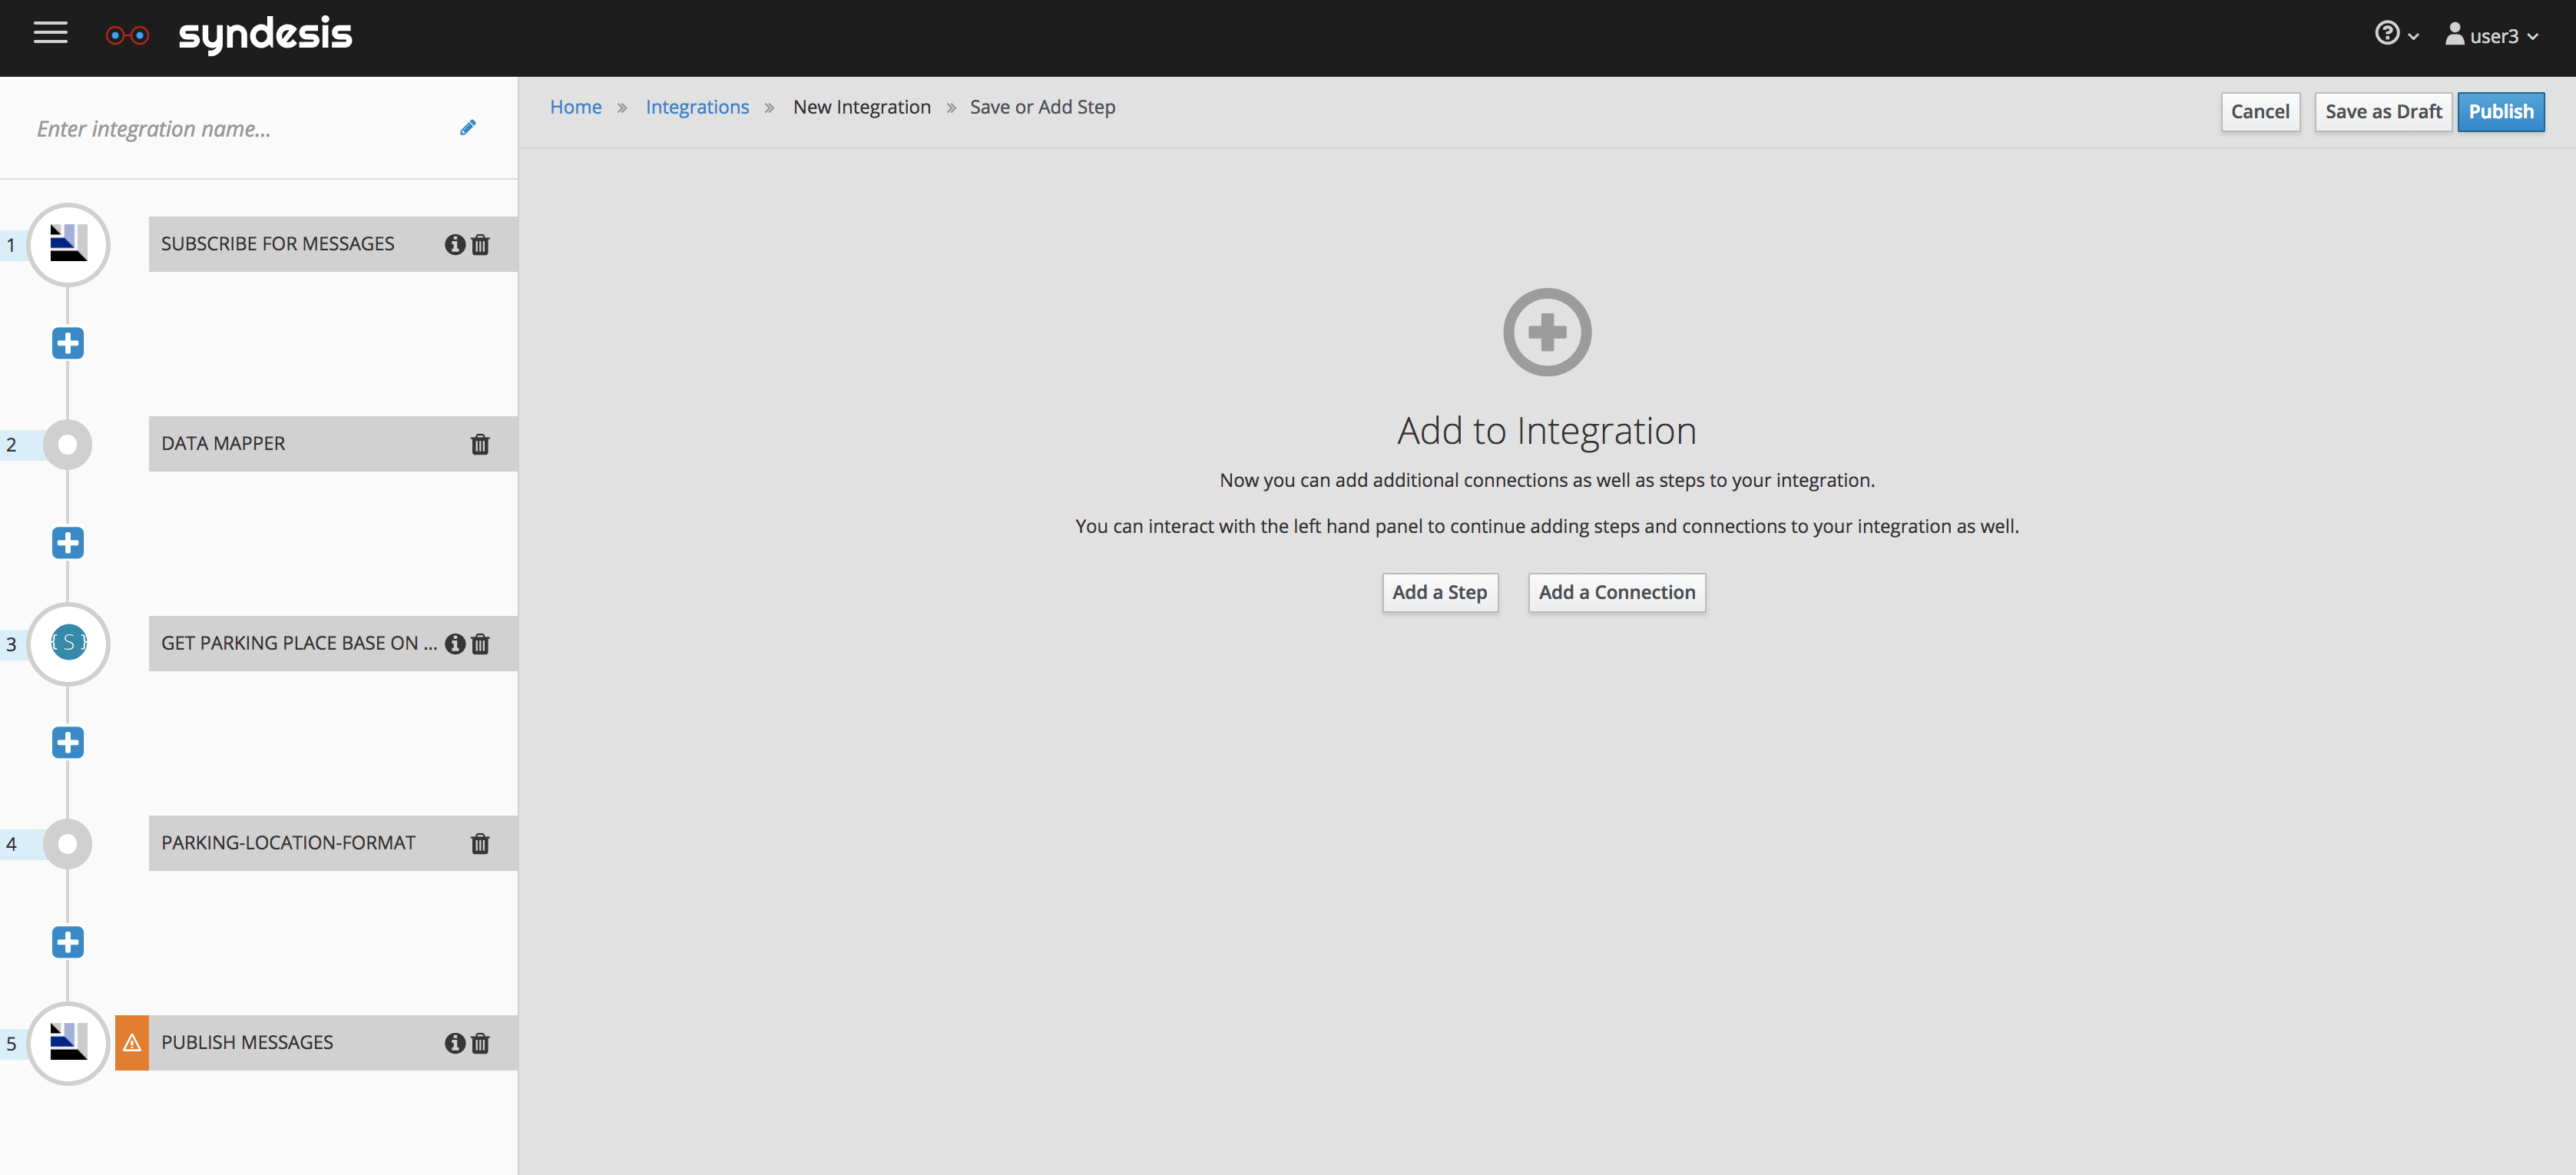 syndesis
user3
Enter integration name...
Home » Integrations » New Integration » Save or Add Step
Cancel
Save as Draft
Publish
1
SUBSCRIBE FOR MESSAGES
2
DATA MAPPER
3
{ S }
GET PARKING PLACE BASE ON ...
4
PARKING-LOCATION-FORMAT
5
PUBLISH MESSAGES
Add to Integration
Now you can add additional connections as well as steps to your integration.
You can interact with the left hand panel to continue adding steps and connections to your integration as well.
Add a Step
Add a Connection